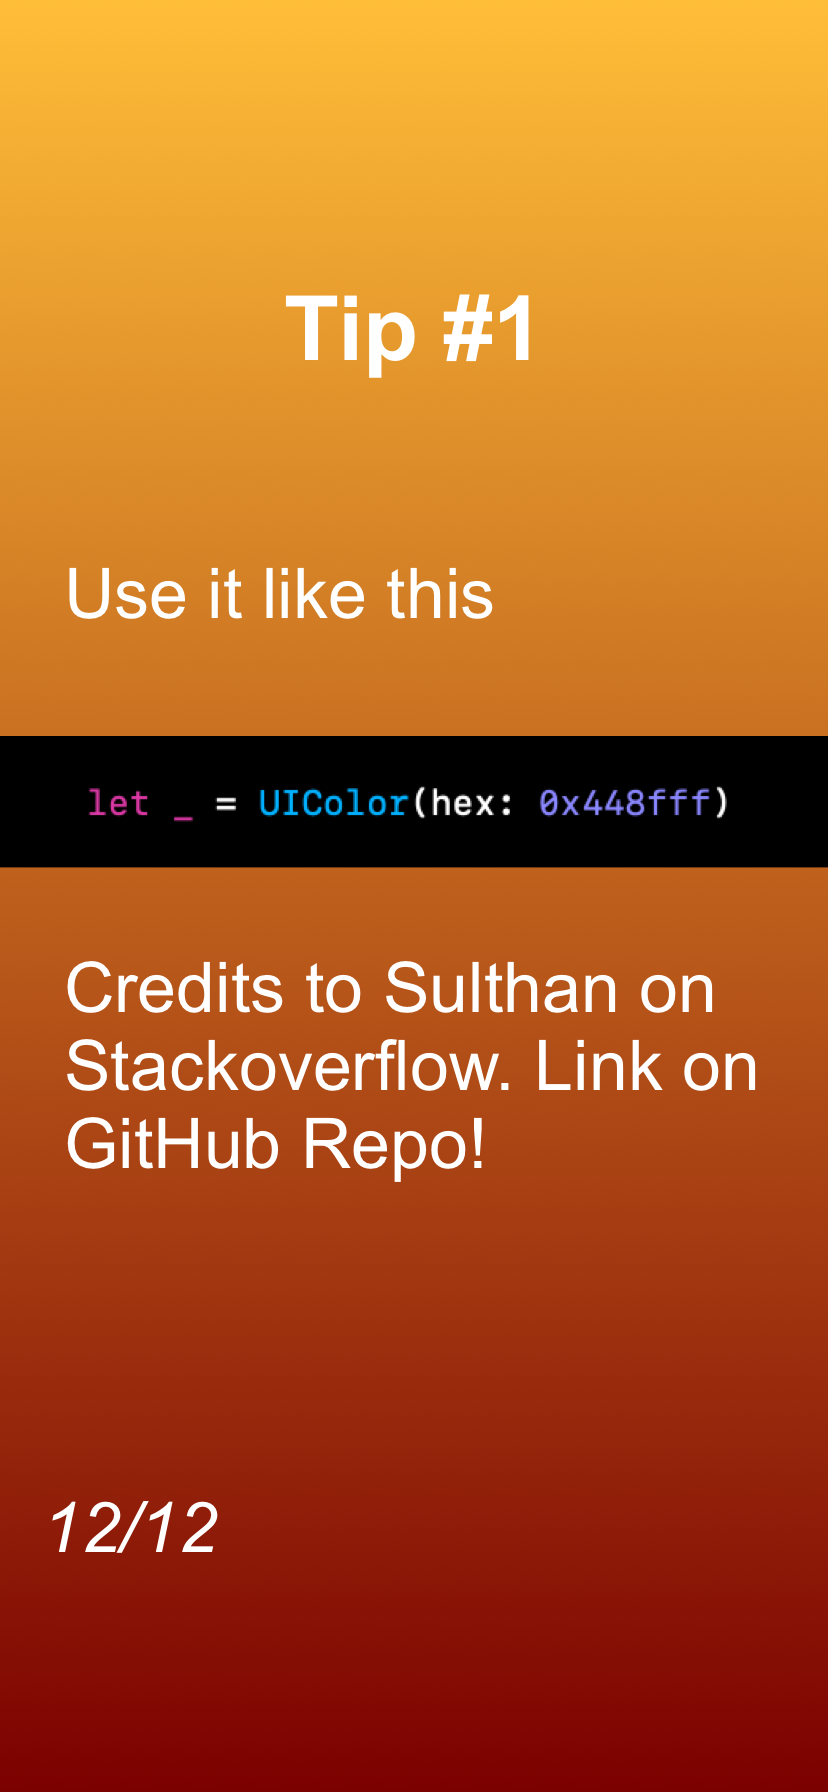 Tip #1
Use it like this
let _ = UIColor(hex: 0x448fff)
Credits to Sulthan on
Stackoverflow. Link on
GitHub Repo!
12/12